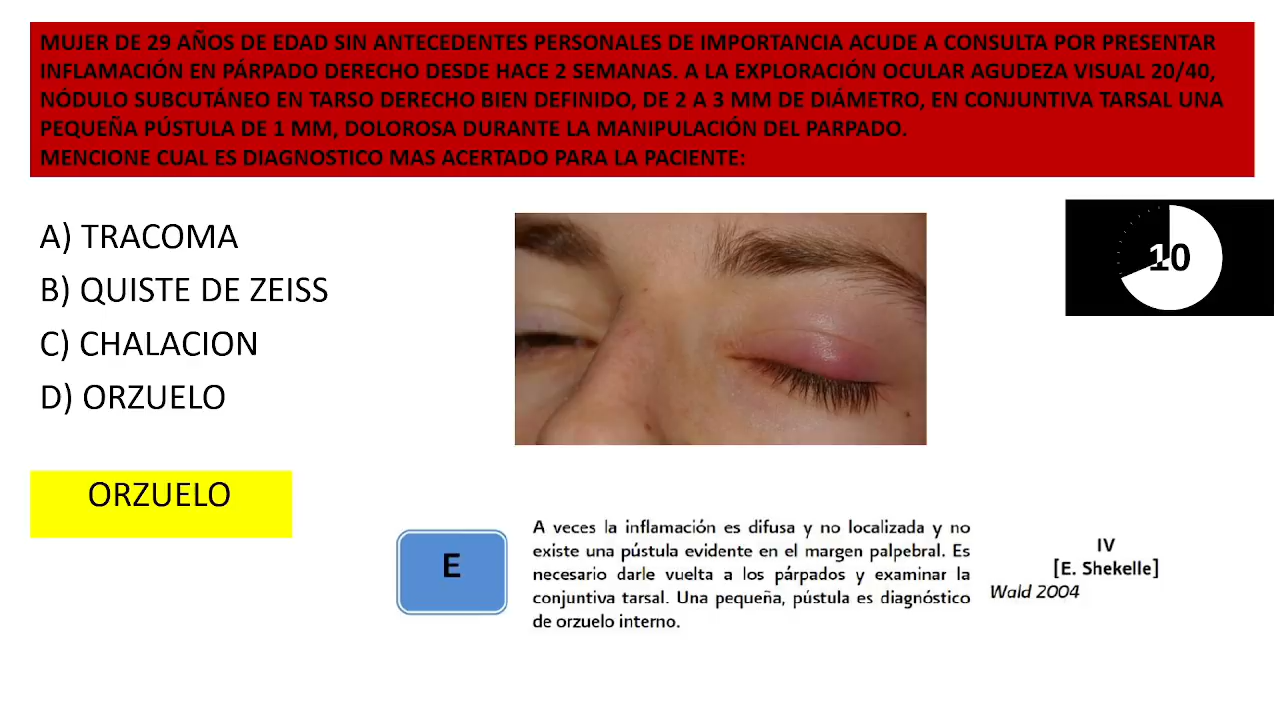 MUJER DE 29 AÑOS DE EDAD SIN ANTECEDENTES PERSONALES DE IMPORTANCIA ACUDE A CONSULTA POR PRESENTAR
INFLAMACIÓN EN PÁRPADO DERECHO DESDE HACE 2 SEMANAS. A LA EXPLORACIÓN OCULAR AGUDEZA VISUAL 20/40,
NÓDULO SUBCUTÁNEO EN TARSO DERECHO BIEN DEFINIDO, DE 2 A 3 MM DE DIÁMETRO, EN CONJUNTIVA TARSAL UNA
PEQUEÑA PÚSTULA DE 1 MM, DOLOROSA DURANTE LA MANIPULACIÓN DEL PARPADO.
MENCIONE CUAL ES DIAGNOSTICO MAS ACERTADO PARA LA PACIENTE:
A) TRACOMA
B) QUISTE DE ZEISS
C) CHALACION
D) ORZUELO
10
ORZUELO
E
A veces la inflamación es difusa y no localizada y no
existe una pústula evidente en el margen palpebral. Es
necesario darle vuelta a los párpados y examinar la
conjuntiva tarsal. Una pequeña, pústula es diagnóstico
de orzuelo interno.
IV
[E. Shekelle]
Wald 2004